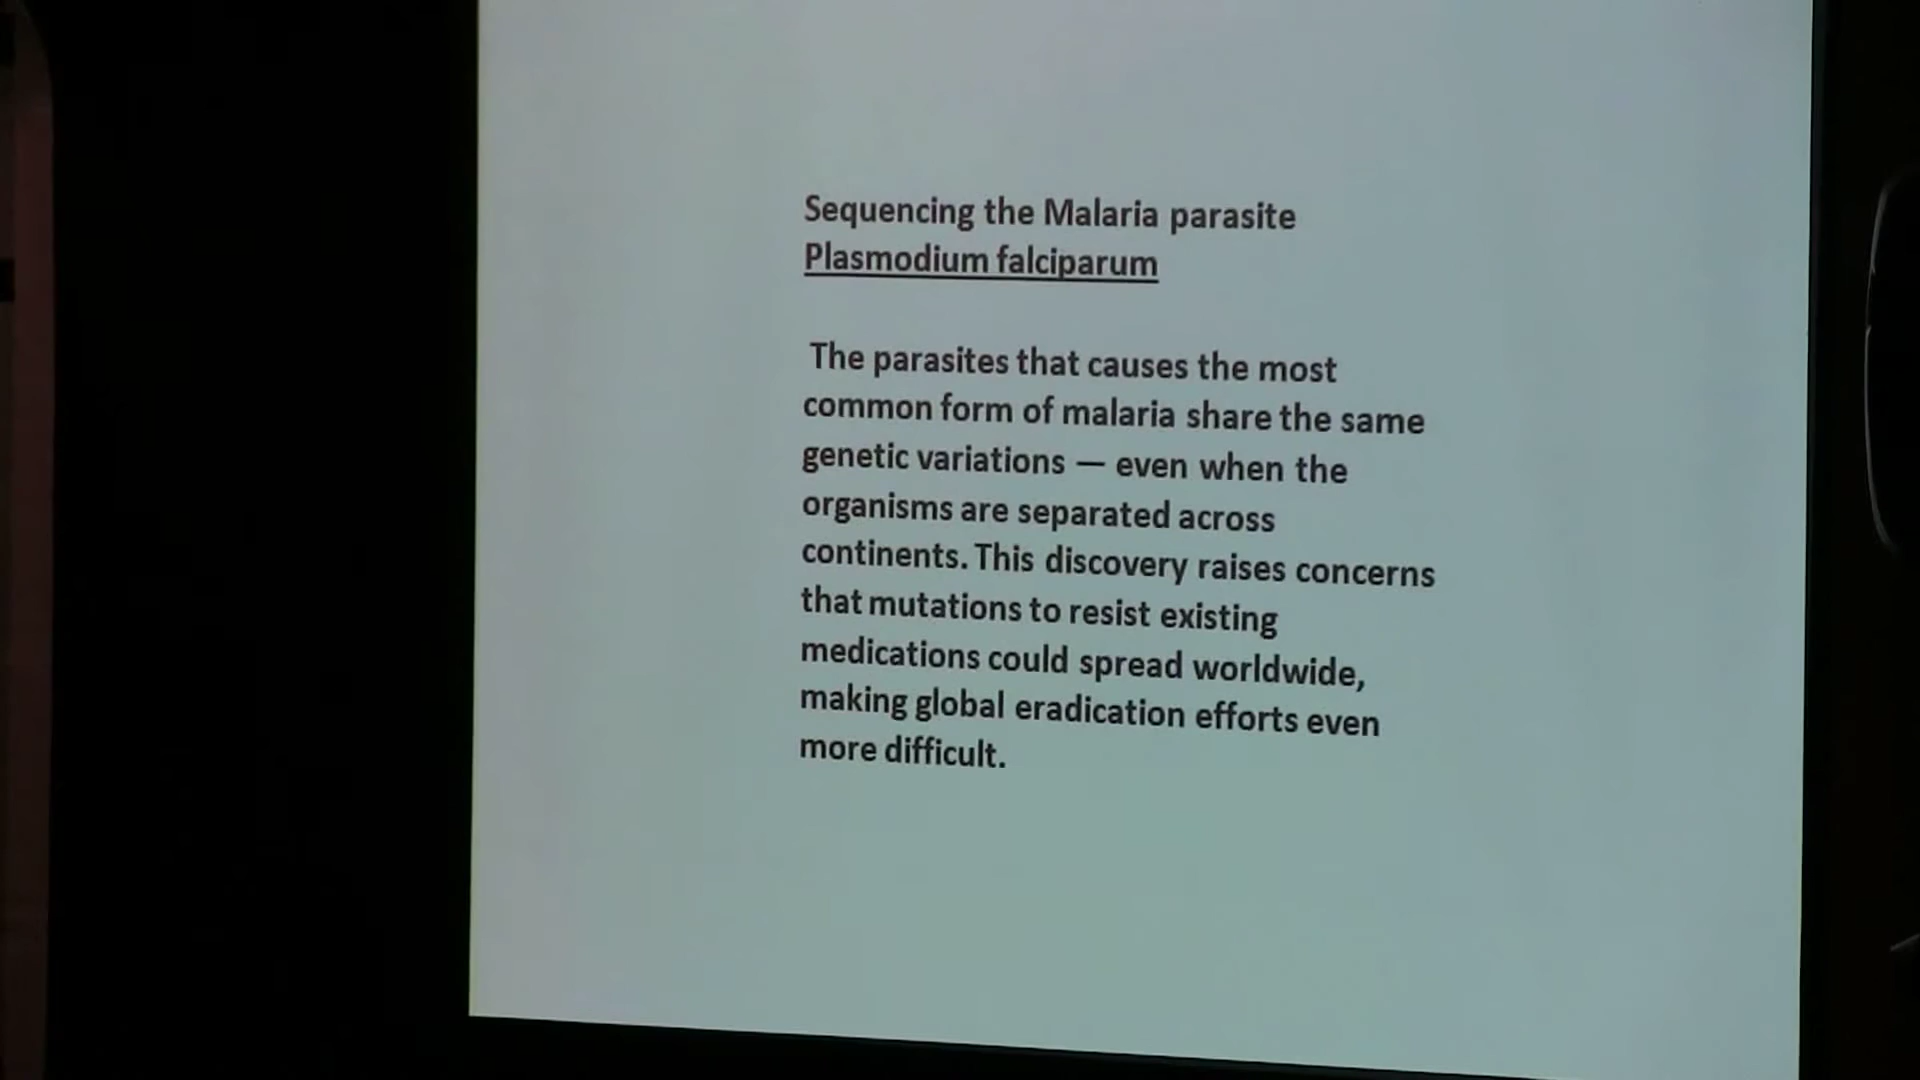 Sequencing the Malaria parasite
Plasmodium falciparum
The parasites that causes the most
common form of malaria share the same
genetic variations — even when the
organisms are separated across
continents. This discovery raises concerns
that mutations to resist existing
medications could spread worldwide,
making global eradication efforts even
more difficult.